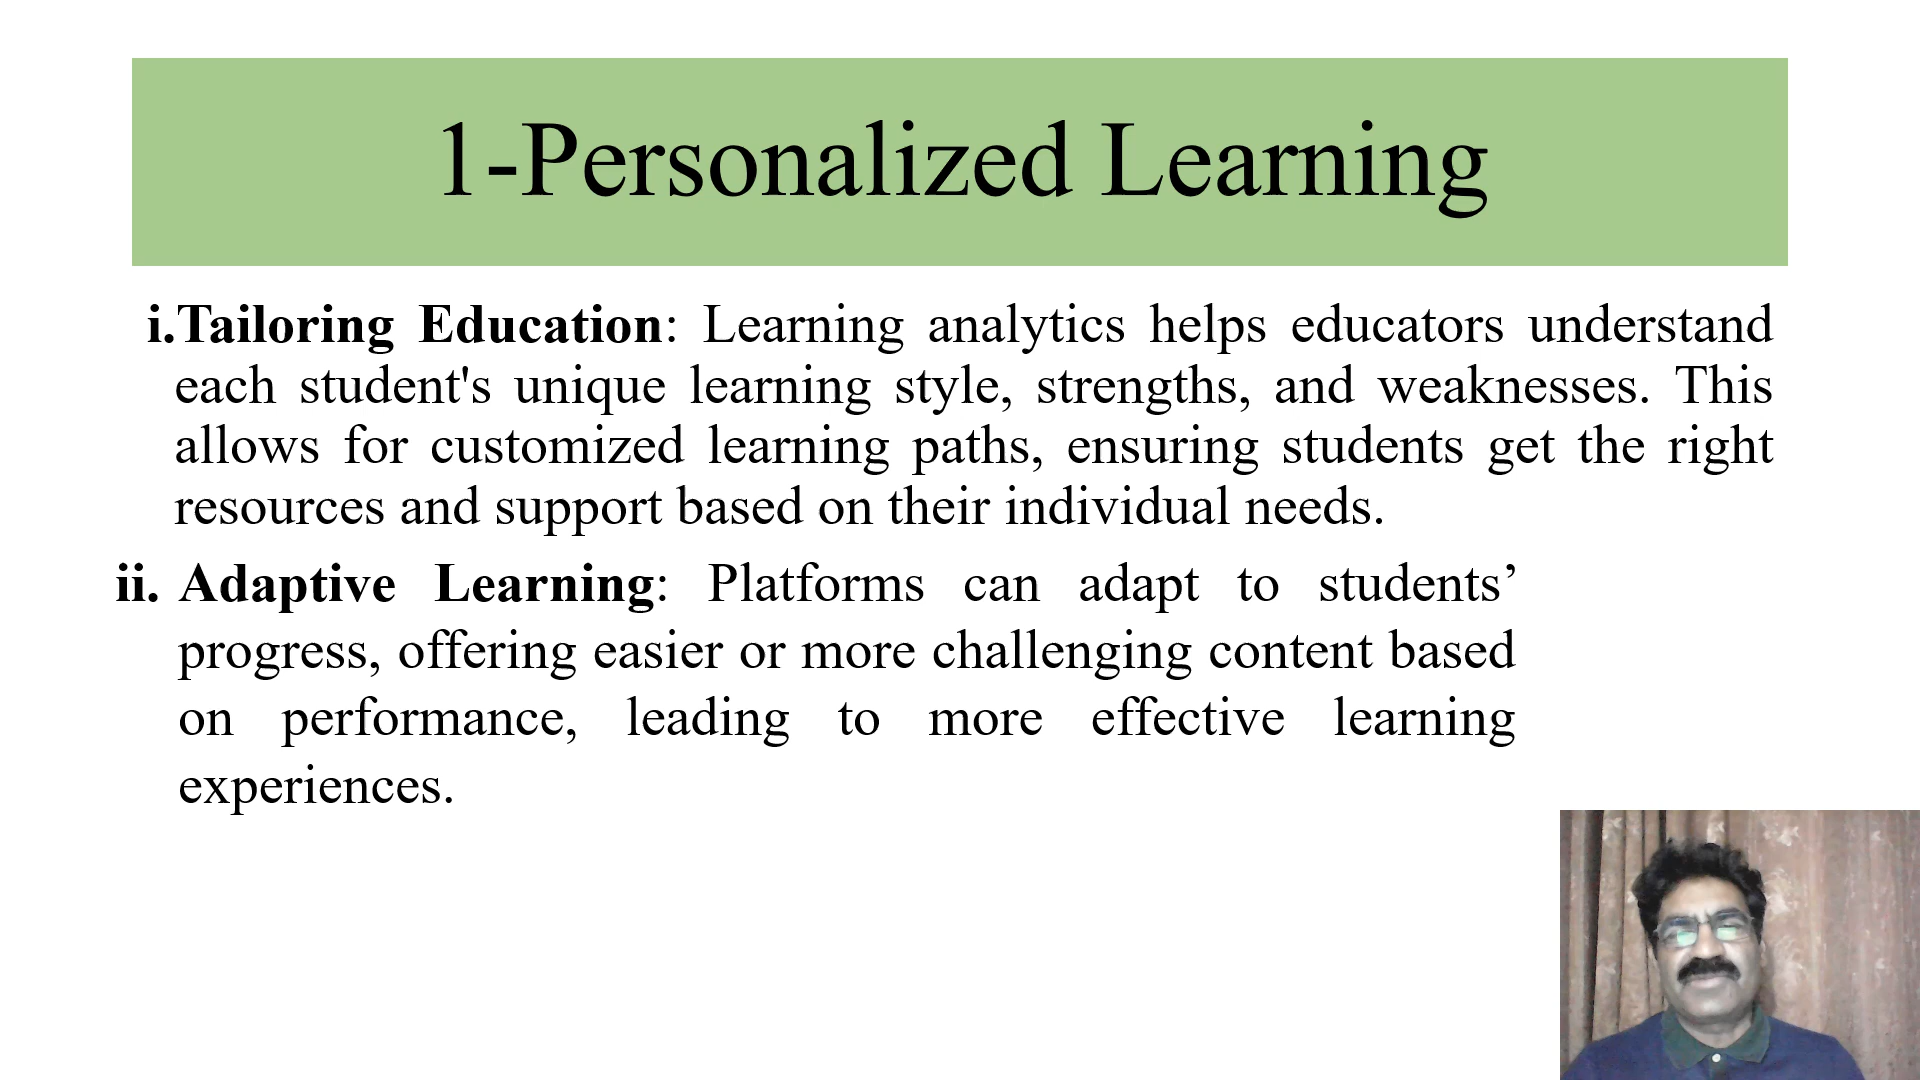 1-Personalized Learning
i.Tailoring Education: Learning analytics helps educators understand
each student's unique learning style, strengths, and weaknesses. This
allows for customized learning paths, ensuring students get the right
resources and support based on their individual needs.
ii. Adaptive Learning: Platforms can adapt to students’
progress, offering easier or more challenging content based
on performance, leading to more effective learning
experiences.